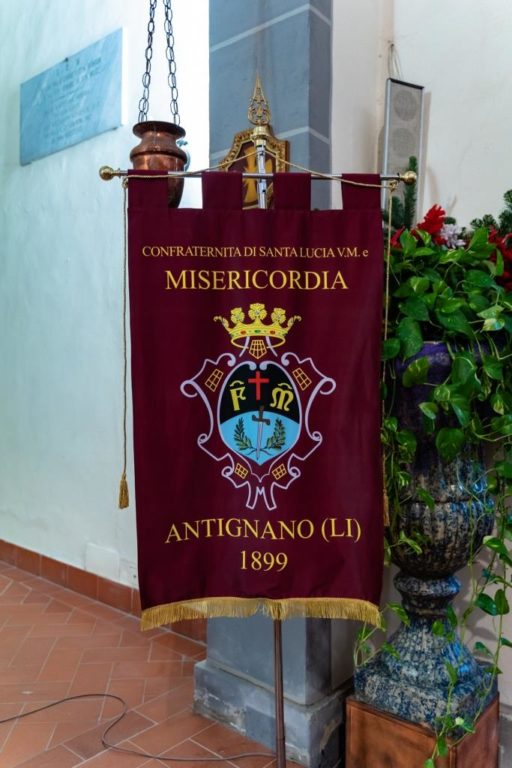 CONFRATERNITA DI SANTA LUCIA V.M. e
MISERICORDIA
F M
M
ANTIGNANO (LI)
1899